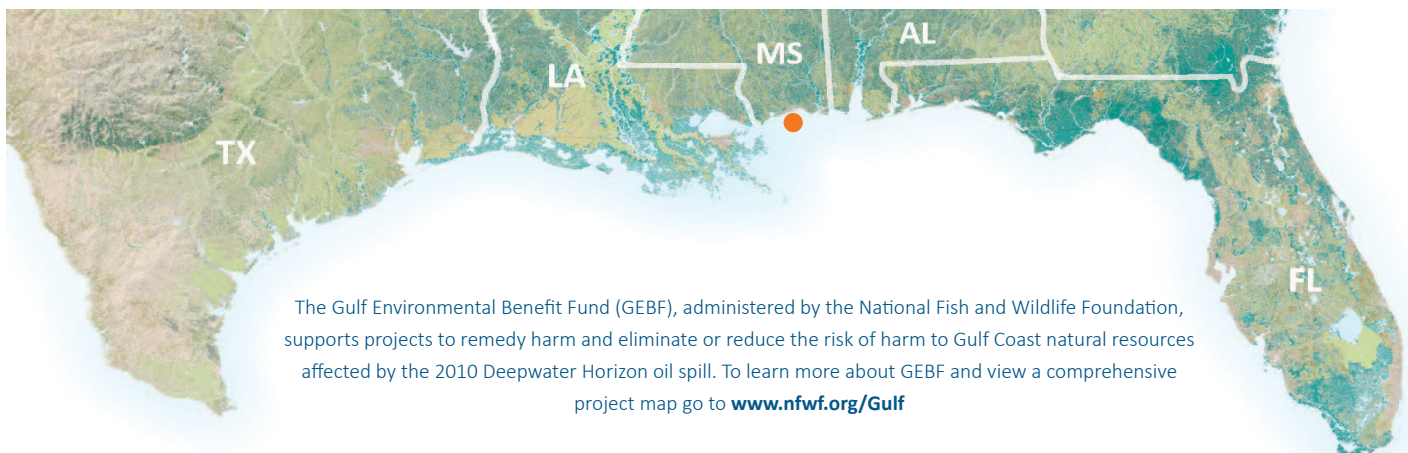 AL
MS
LA
TX
FL
The Gulf Environmental Benefit Fund (GEBF), administered by the National Fish and Wildlife Foundation,
supports projects to remedy harm and eliminate or reduce the risk of harm to Gulf Coast natural resources
affected by the 2010 Deepwater Horizon oil spill. To learn more about GEBF and view a comprehensive
project map go to www.nfwf.org/Gulf